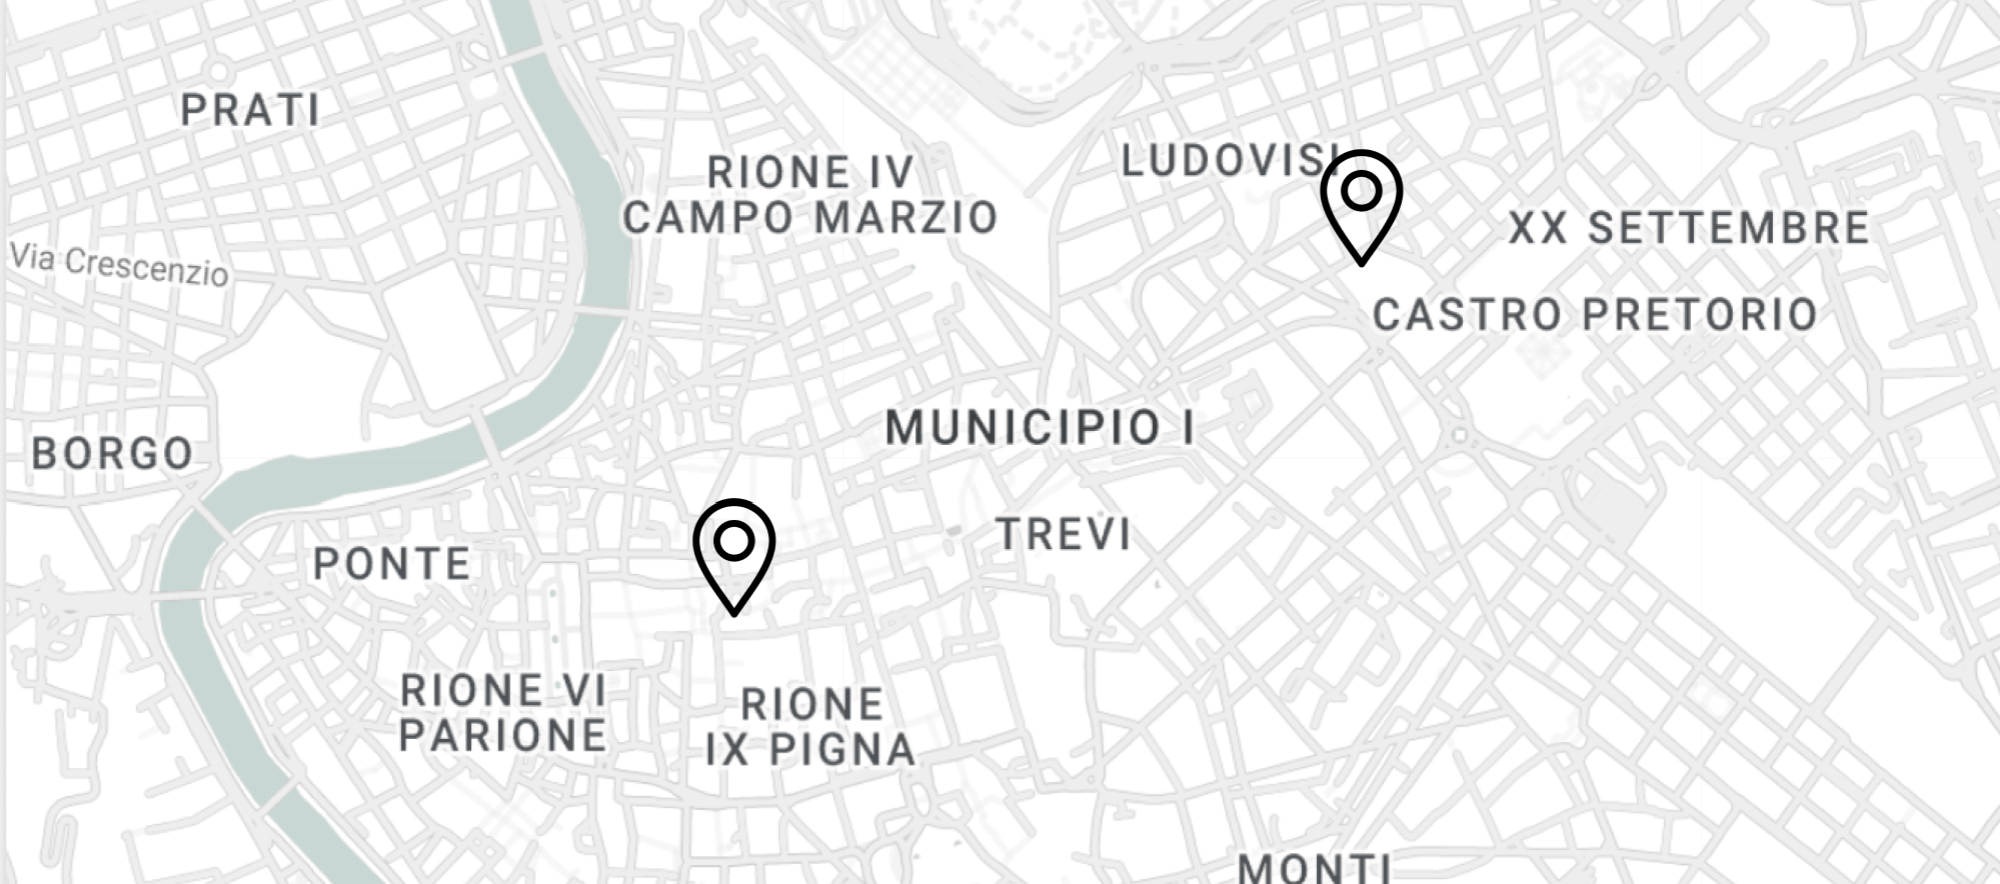 PRATI
LUDOVISI
RIONE IV
CAMPO MARZIO
XX SETTEMBRE
Via Crescenzio
CASTRO PRETORIO
MUNICIPIO I
BORGO
TREVI
PONTE
RIONE VI
PARIONE
RIONE
IX PIGNA
MONTI